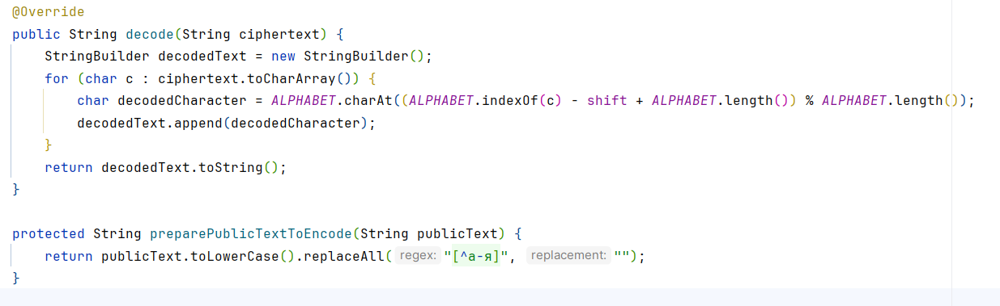 @Override
public String decode(String ciphertext) {
    StringBuilder decodedText = new StringBuilder();
    for (char c : ciphertext.toCharArray()) {
        char decodedCharacter = ALPHABET.charAt((ALPHABET.indexOf(c) - shift + ALPHABET.length()) % ALPHABET.length());
        decodedText.append(decodedCharacter);
    }
    return decodedText.toString();
}
protected String preparePublicTextToEncode(String publicText) {
    return publicText.toLowerCase().replaceAll( regex: "[^а-я]", replacement: "");
}